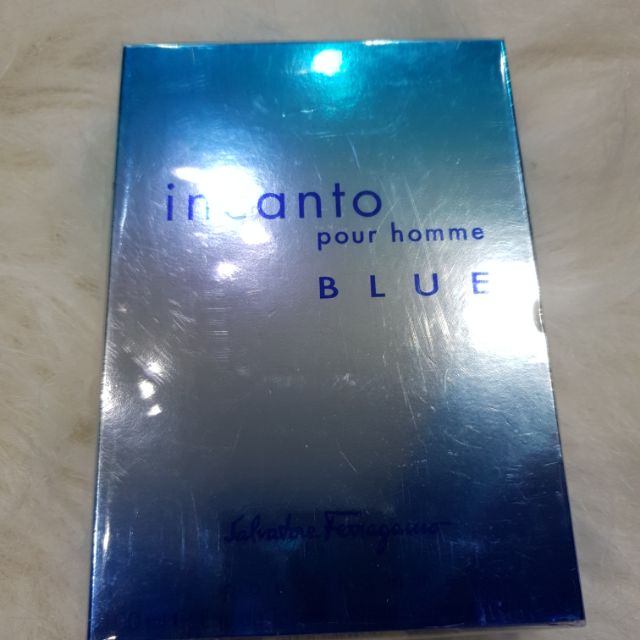 incanto
pour homme
BLUE
Salvatore Ferragamo